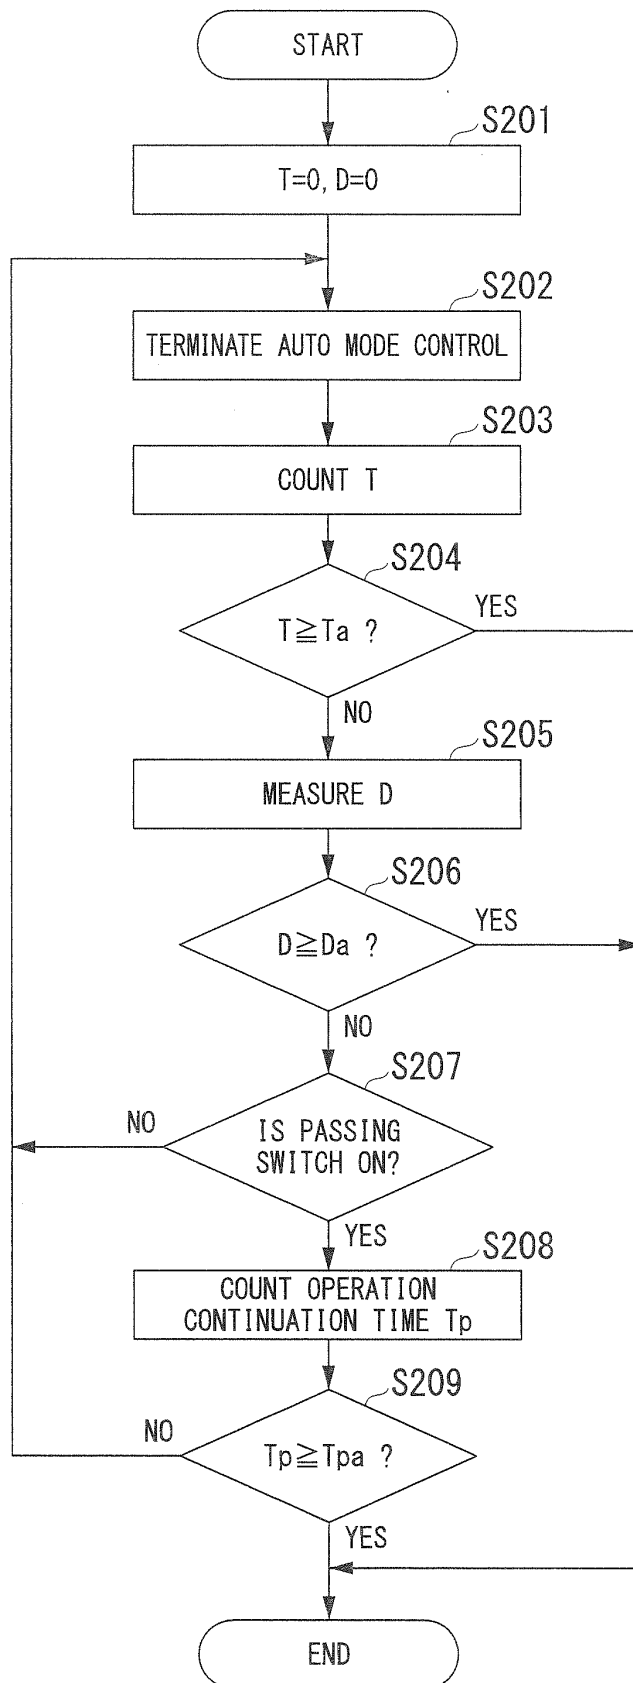 START
S201
T=0, D=0
S202
TERMINATE AUTO MODE CONTROL
S203
COUNT T
S204
T≧Ta ?
YES
NO
S205
MEASURE D
S206
D≧Da ?
YES
NO
S207
IS PASSING
SWITCH ON?
NO
YES
S208
COUNT OPERATION
CONTINUATION TIME Tp
S209
Tp≧Tpa ?
NO
YES
END